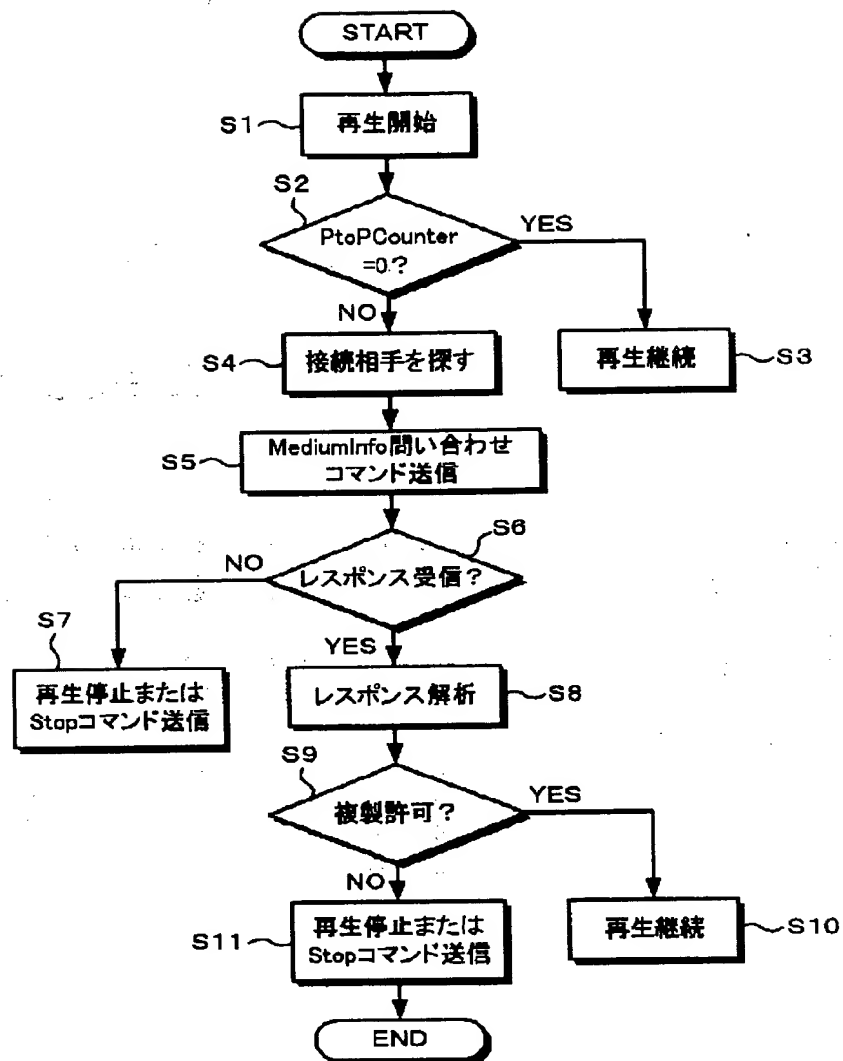 START
S1
再生開始
S2
PtoPCounter
=0?
YES
NO
S4
接続相手を探す
再生継続
S3
S5
MediumInfo問い合わせ
コマンド送信
S6
NO
レスポンス受信?
S7
YES
再生停止または
Stopコマンド送信
レスポンス解析
S8
S9
複製許可?
YES
NO
S11
再生停止または
Stopコマンド送信
再生継続
S10
END